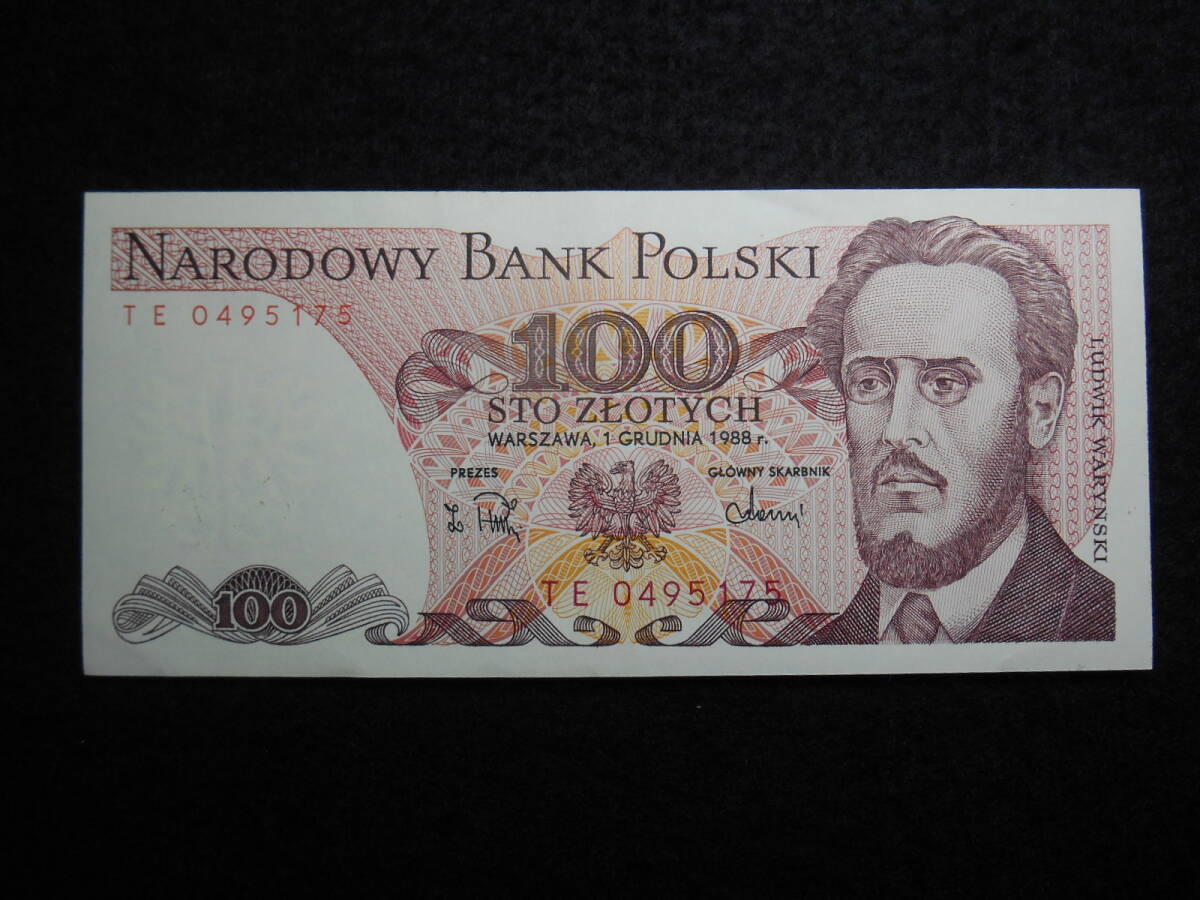 NARODOWY BANK POLSKI
TE 0495175
100
STO ZŁOTYCH
WARSZAWA, 1 GRUDNIA 1988 r.
PREZES
GŁÓWNY SKARBNIK
TE 0495175
100
LUDWIK WARYŃSKI